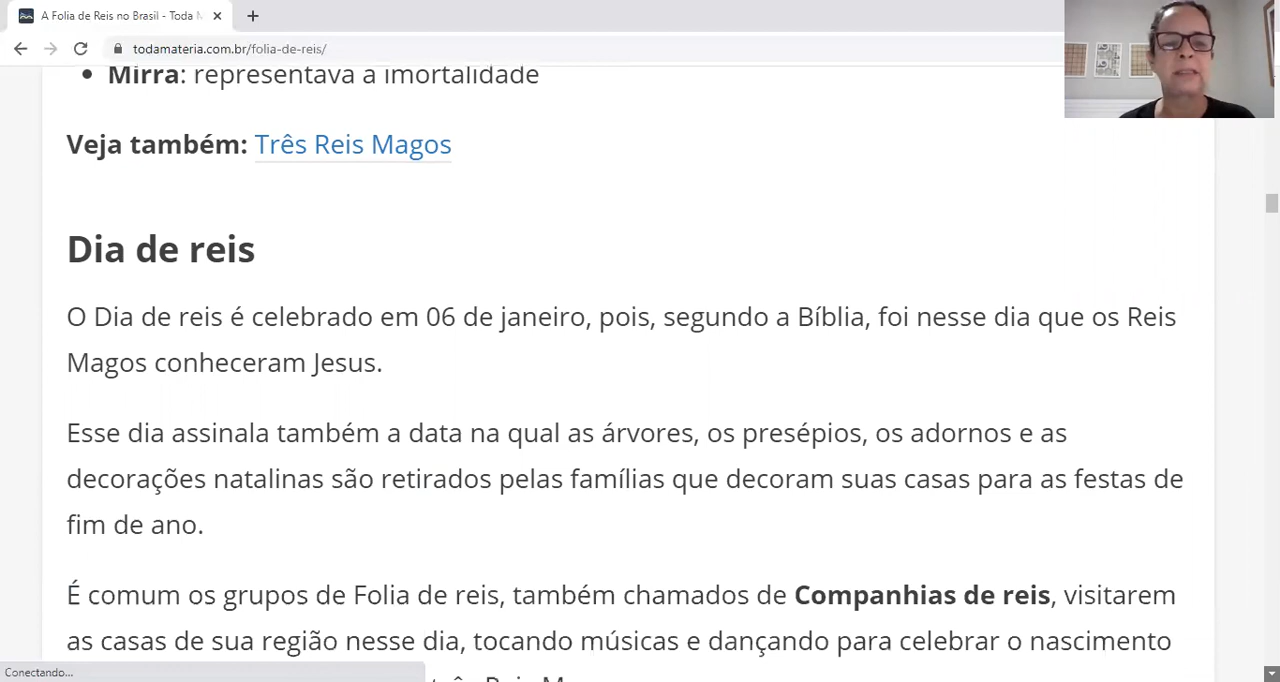 A Folia de Reis no Brasil - Toda M
todamateria.com.br/folia-de-reis/
• Mirra: representava a imortalidade
Veja também: Três Reis Magos
Dia de reis
O Dia de reis é celebrado em 06 de janeiro, pois, segundo a Bíblia, foi nesse dia que os Reis
Magos conheceram Jesus.
Esse dia assinala também a data na qual as árvores, os presépios, os adornos e as
decorações natalinas são retirados pelas famílias que decoram suas casas para as festas de
fim de ano.
É comum os grupos de Folia de reis, também chamados de Companhias de reis, visitarem
as casas de sua região nesse dia, tocando músicas e dançando para celebrar o nascimento
Conectando...